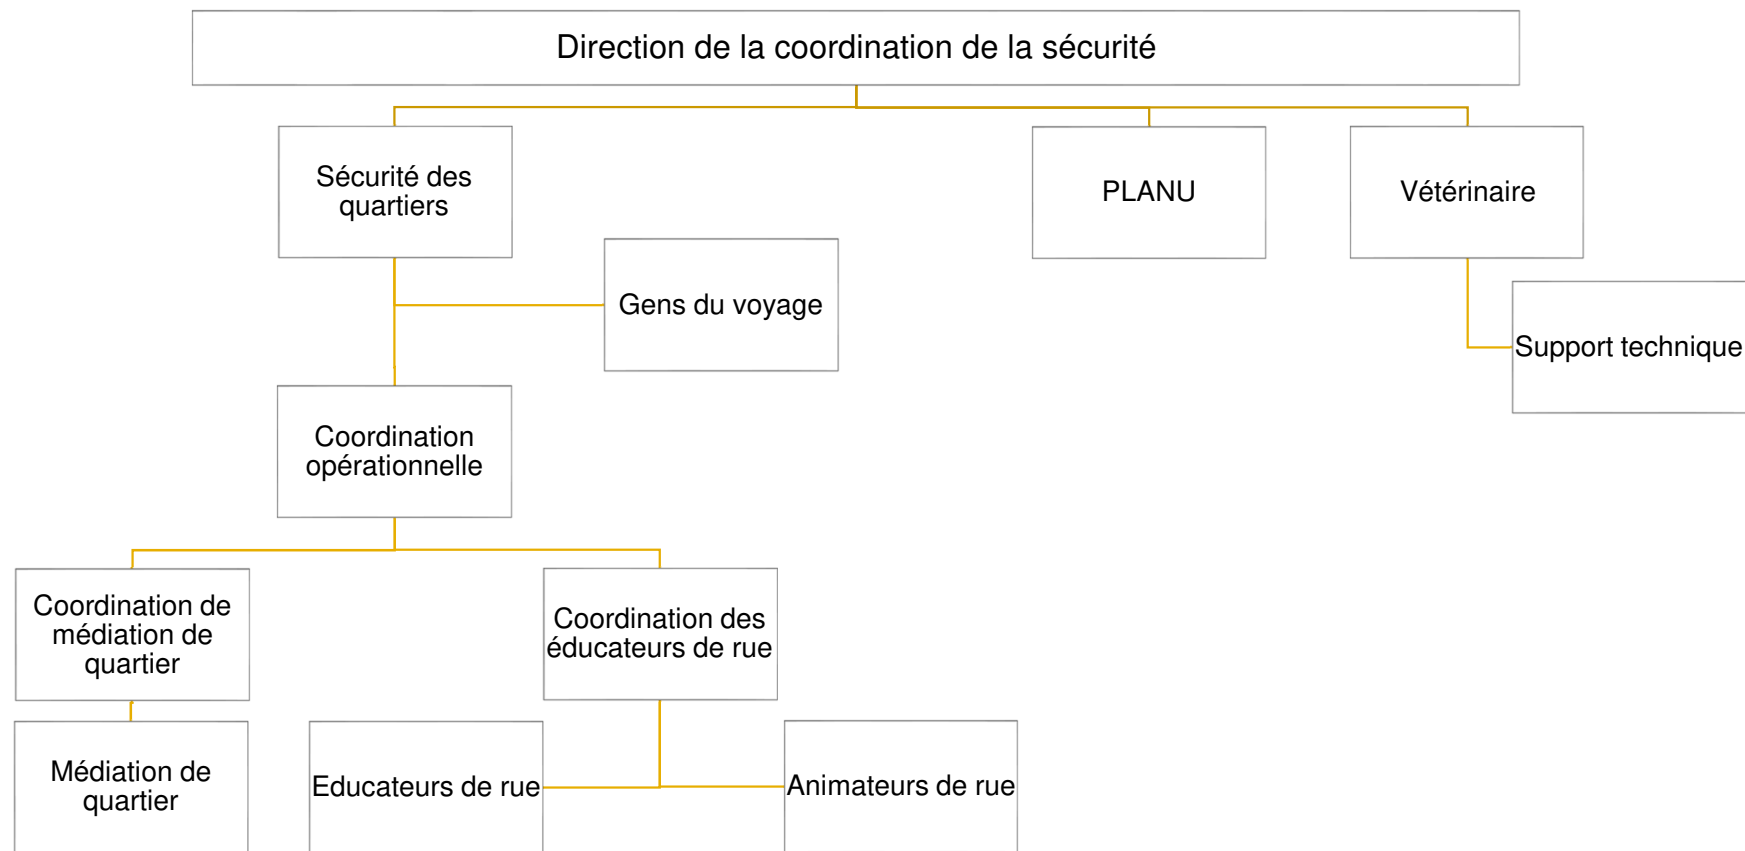 Direction de la coordination de la sécurité
Sécurité des
quartiers
PLANU
Vétérinaire
Gens du voyage
Support technique
Coordination
opérationnelle
Coordination de
médiation de
quartier
Coordination des
éducateurs de rue
Médiation de
quartier
Educateurs de rue
Animateurs de rue